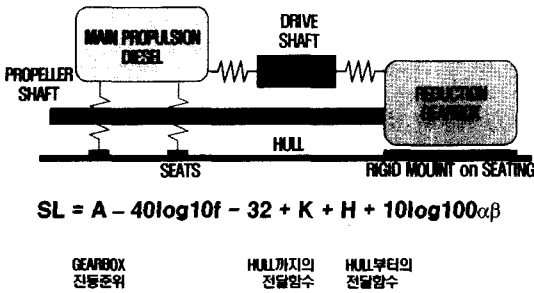 MAIN PROPULSION
DIESEL
DRIVE
SHAFT
PROPELLER
SHAFT
REDUCTION
GEARBOX
HULL
SEATS
RIGID MOUNT on SEATING
SL = A - 40log10f - 32 + K + H + 10log100αβ
GEARBOX
진동준위
HULL까지의
전달함수
HULL부터의
전달함수